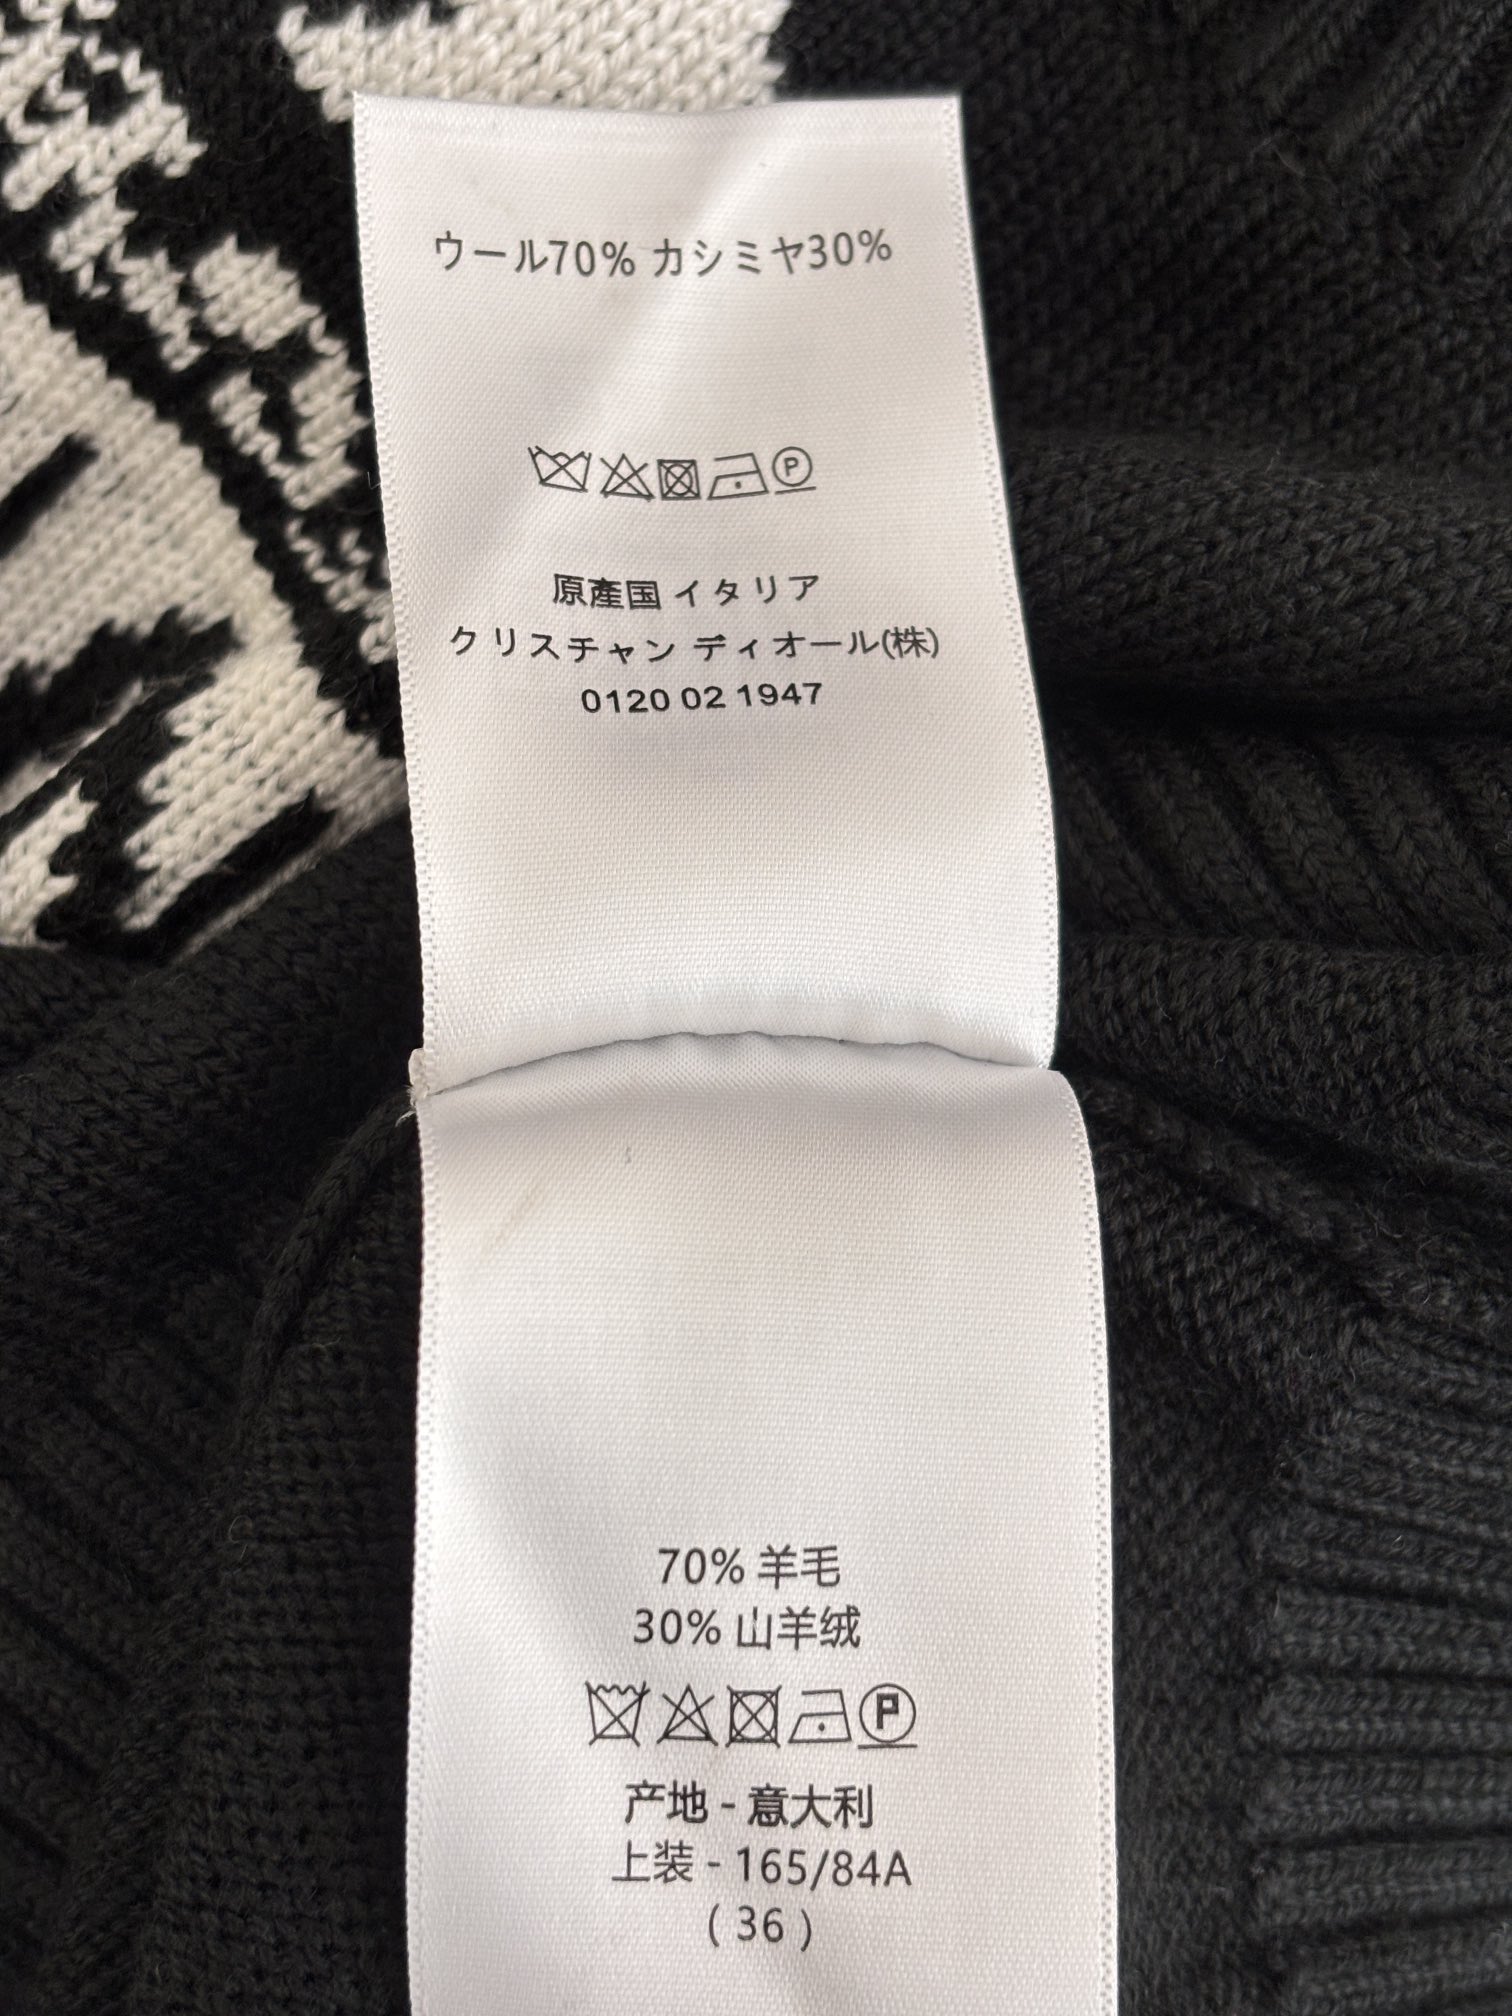 ウール70% カシミヤ30%
原產国 イタリア
クリスチャン ディオール(株)
0120 02 1947
70% 羊毛
30% 山羊绒
P
产地 - 意大利
上装 - 165/84A
( 36 )